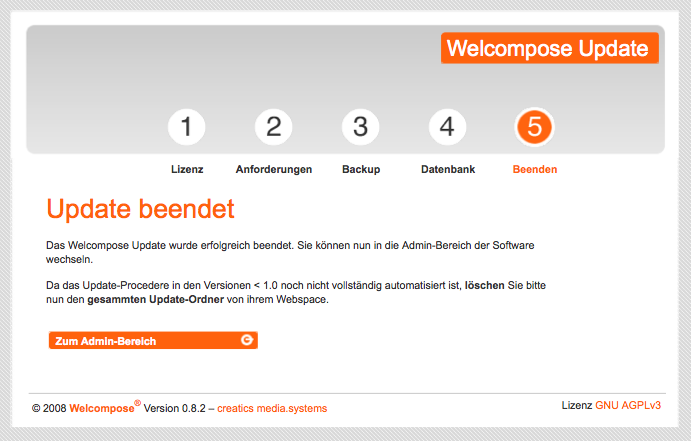 Welcompose Update
1 2 3 4 5
Lizenz Anforderungen Backup Datenbank Beenden
Update beendet
Das Welcompose Update wurde erfolgreich beendet. Sie können nun in die Admin-Bereich der Software
wechseln.
Da das Update-Procedere in den Versionen < 1.0 noch nicht vollständig automatisiert ist, löschen Sie bitte
nun den gesammten Update-Ordner von ihrem Webspace.
Zum Admin-Bereich
© 2008 Welcompose® Version 0.8.2 – creatics media.systems Lizenz GNU AGPLv3